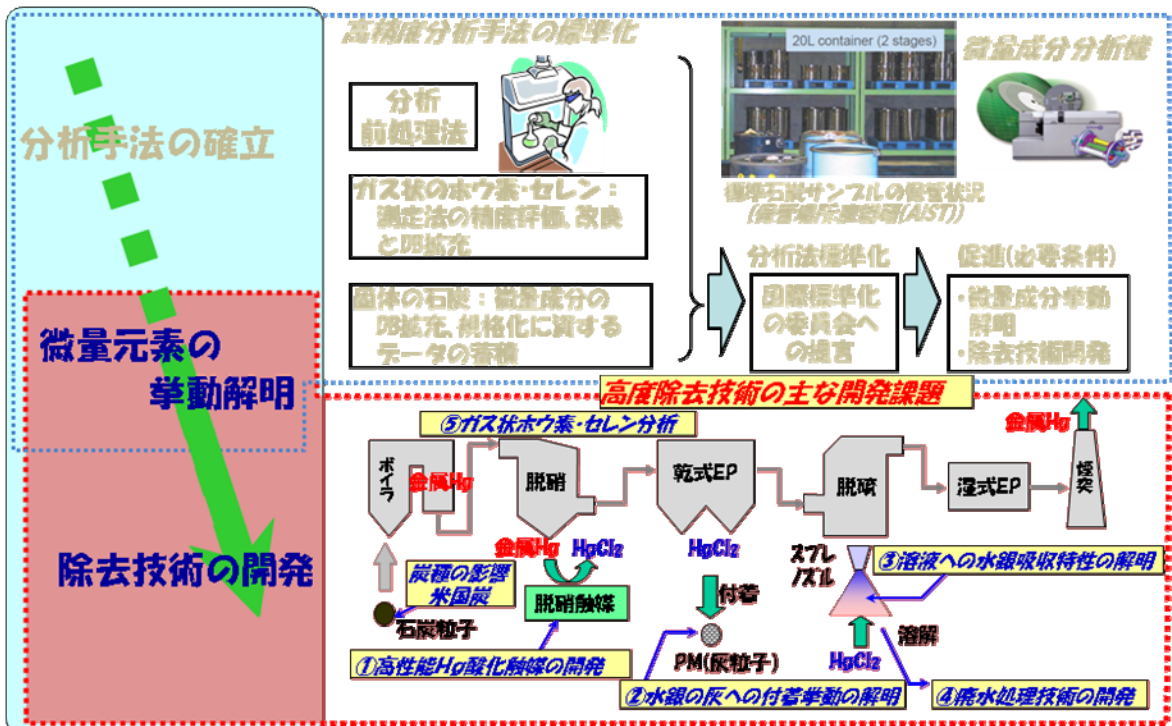 分析手法の確立
微量元素の
挙動解明
除去技術の開発
高精度分析手法の標準化
分析
前処理法
ガス状のホウ素・セレン：
測定法の精度評価、改良
とDB拡充
固体の石炭：微量成分の
DB拡充、規格化に資する
データの蓄積
20L container (2 stages)
微量成分分析機
標準石炭サンプルの保管状況
(保管場所産総研(AIST))
分析法標準化
国際標準化
の委員会へ
の提言
促進(必要条件)
・微量成分挙動
解明
・除去技術開発
高度除去技術の主な開発課題
⑤ガス状ホウ素・セレン分析
金属Hg
ボイラ
金属Hg
脱硝
乾式EP
脱硫
湿式EP
煙突
金属Hg
HgCl2
HgCl2
スプレ
ノズル
③溶液への水銀吸収特性の解明
炭種の影響
米国炭
脱硝触媒
付着
石炭粒子
溶解
①高性能Hg酸化触媒の開発
PM(灰粒子)
HgCl2
②水銀の灰への付着挙動の解明
④廃水処理技術の開発